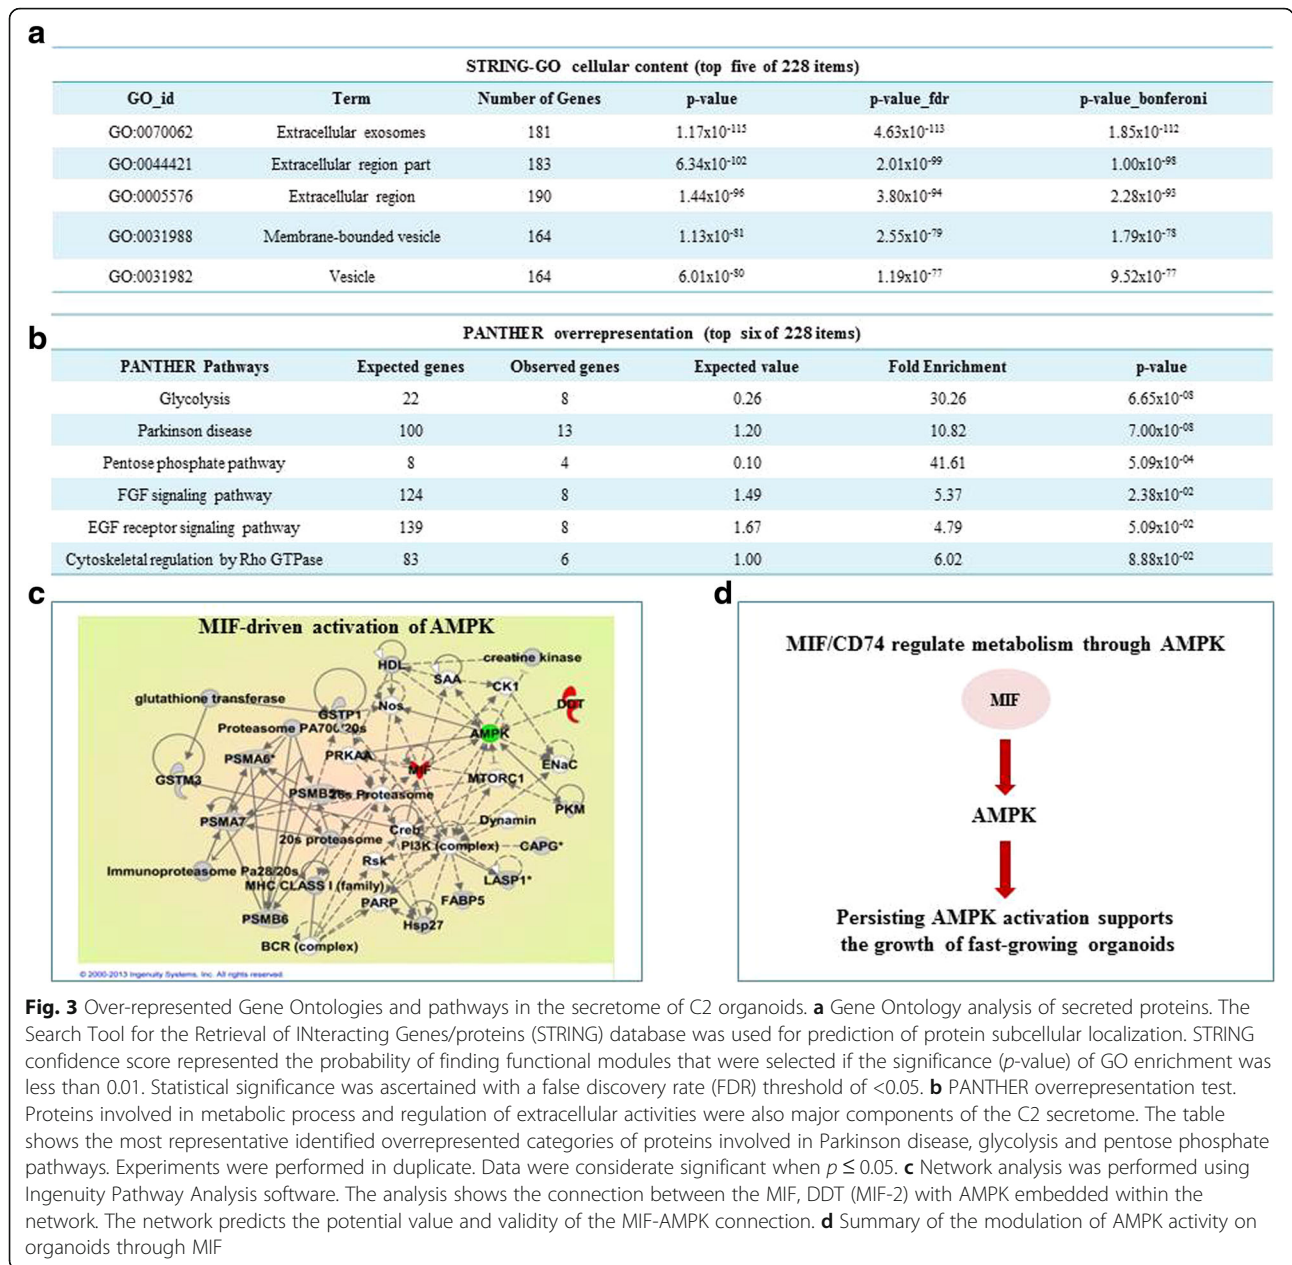 a
STRING-GO cellular content (top five of 228 items)
GO_id Term Number of Genes p-value p-value_fdr p-value_bonferoni
GO:0070062 Extracellular exosomes 181 1.17x10-115 4.63x10-113 1.85x10-112
GO:0044421 Extracellular region part 183 6.34x10-102 2.01x10-99 1.00x10-98
GO:0005576 Extracellular region 190 1.44x10-96 3.80x10-94 2.28x10-93
GO:0031988 Membrane-bounded vesicle 164 1.13x10-81 2.55x10-79 1.79x10-78
GO:0031982 Vesicle 164 6.01x10-80 1.19x10-77 9.52x10-77
b
PANTHER overrepresentation (top six of 228 items)
PANTHER Pathways Expected genes Observed genes Expected value Fold Enrichment p-value
Glycolysis 22 8 0.26 30.26 6.65x10-08
Parkinson disease 100 13 1.20 10.82 7.00x10-08
Pentose phosphate pathway 8 4 0.10 41.61 5.09x10-04
FGF signaling pathway 124 8 1.49 5.37 2.38x10-02
EGF receptor signaling pathway 139 8 1.67 4.79 5.09x10-02
Cytoskeletal regulation by Rho GTPase 83 6 1.00 6.02 8.88x10-02
c
MIF-driven activation of AMPK
HDL
creatine kinase
SAA
CK1
glutathione transferase
Nos
DDT
GSTP1
Proteasome PA700/20s
AMPK
PRKAA
PSMA6*
MIF
ENaC
GSTM3
MTORC1
PSMB5*
26s Proteasome
PKM
PSMA7
Creb
Dynamin
20s proteasome
PI3K (complex)
CAPG*
Rsk
Immunoproteasome Pa28/20s
MHC CLASS I (family)
LASP1*
PARP
FABP5
PSMB6
Hsp27
BCR (complex)
© 2000-2013 Ingenuity Systems, Inc. All rights reserved.
d
MIF/CD74 regulate metabolism through AMPK
MIF
AMPK
Persisting AMPK activation supports
the growth of fast-growing organoids
Fig. 3 Over-represented Gene Ontologies and pathways in the secretome of C2 organoids. a Gene Ontology analysis of secreted proteins. The
Search Tool for the Retrieval of INteracting Genes/proteins (STRING) database was used for prediction of protein subcellular localization. STRING
confidence score represented the probability of finding functional modules that were selected if the significance (p-value) of GO enrichment was
less than 0.01. Statistical significance was ascertained with a false discovery rate (FDR) threshold of <0.05. b PANTHER overrepresentation test.
Proteins involved in metabolic process and regulation of extracellular activities were also major components of the C2 secretome. The table
shows the most representative identified overrepresented categories of proteins involved in Parkinson disease, glycolysis and pentose phosphate
pathways. Experiments were performed in duplicate. Data were considerate significant when p ≤ 0.05. c Network analysis was performed using
Ingenuity Pathway Analysis software. The analysis shows the connection between the MIF, DDT (MIF-2) with AMPK embedded within the
network. The network predicts the potential value and validity of the MIF-AMPK connection. d Summary of the modulation of AMPK activity on
organoids through MIF